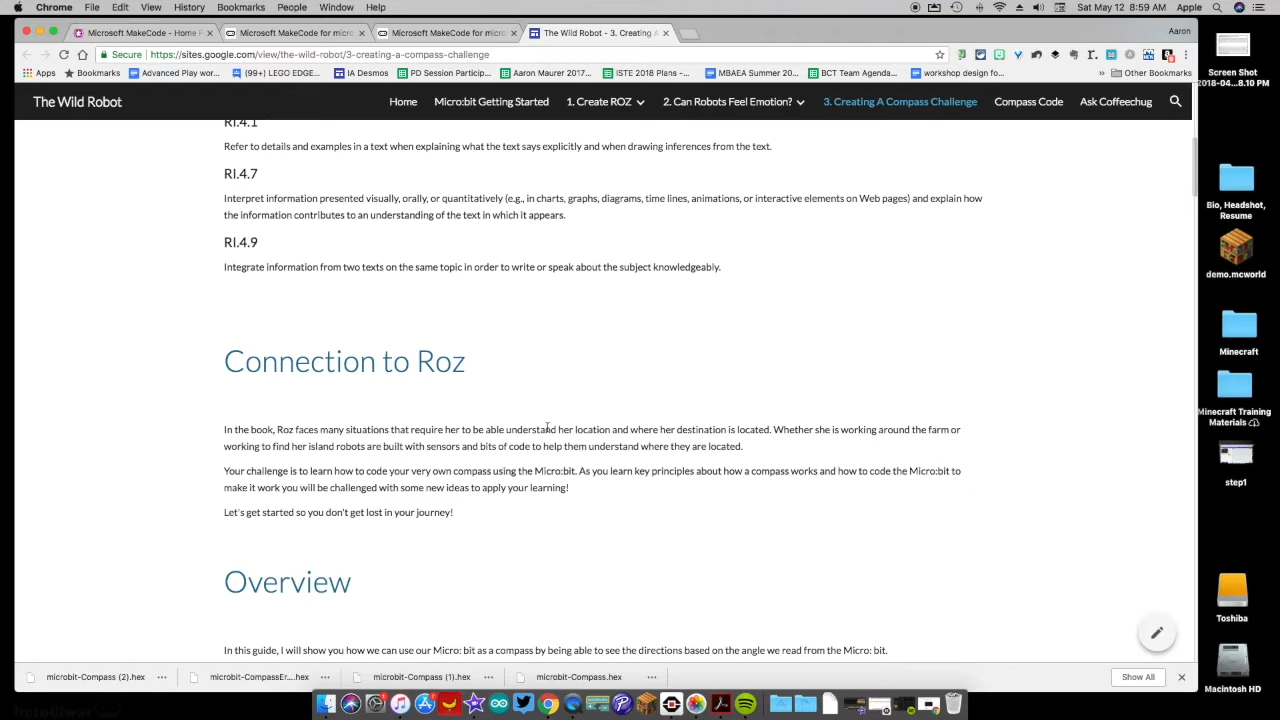 Chrome File Edit View History Bookmarks People Window Help Sat May 12 8:59 AM Apple
Microsoft MakeCode - Home F
Microsoft MakeCode for micro
Microsoft MakeCode for micro
The Wild Robot - 3. Creating A
Aaron
Secure https://sites.google.com/view/the-wild-robot/3-creating-a-compass-challenge
Apps Bookmarks Advanced Play wor... (99+) LEGO EDGE... IA Desmos PD Session Particip... Aaron Maurer 2017... ISTE 2018 Plans -... MBAEA Summer 20... BCT Team Agenda... workshop design fo... » Other Bookmarks
The Wild Robot Home Micro:bit Getting Started 1. Create ROZ 2. Can Robots Feel Emotion? 3. Creating A Compass Challenge Compass Code Ask Coffeechug
RI.4.1
Refer to details and examples in a text when explaining what the text says explicitly and when drawing inferences from the text.
RI.4.7
Interpret information presented visually, orally, or quantitatively (e.g., in charts, graphs, diagrams, time lines, animations, or interactive elements on Web pages) and explain how
the information contributes to an understanding of the text in which it appears.
RI.4.9
Integrate information from two texts on the same topic in order to write or speak about the subject knowledgeably.
Connection to Roz
In the book, Roz faces many situations that require her to be able understand her location and where her destination is located. Whether she is working around the farm or
working to find her island robots are built with sensors and bits of code to help them understand where they are located.
Your challenge is to learn how to code your very own compass using the Micro:bit. As you learn key principles about how a compass works and how to code the Micro:bit to
make it work you will be challenged with some new ideas to apply your learning!
Let's get started so you don't get lost in your journey!
Overview
In this guide, I will show you how we can use our Micro: bit as a compass by being able to see the directions based on the angle we read from the Micro: bit.
microbit-Compass (2).hex microbit-CompassEr....hex microbit-Compass (1).hex microbit-Compass.hex Show All
Screen Shot
2018-04...8.10 PM
Bio, Headshot,
Resume
demo.mcworld
Minecraft
Minecraft Training
Materials
step1
Toshiba
Macintosh HD